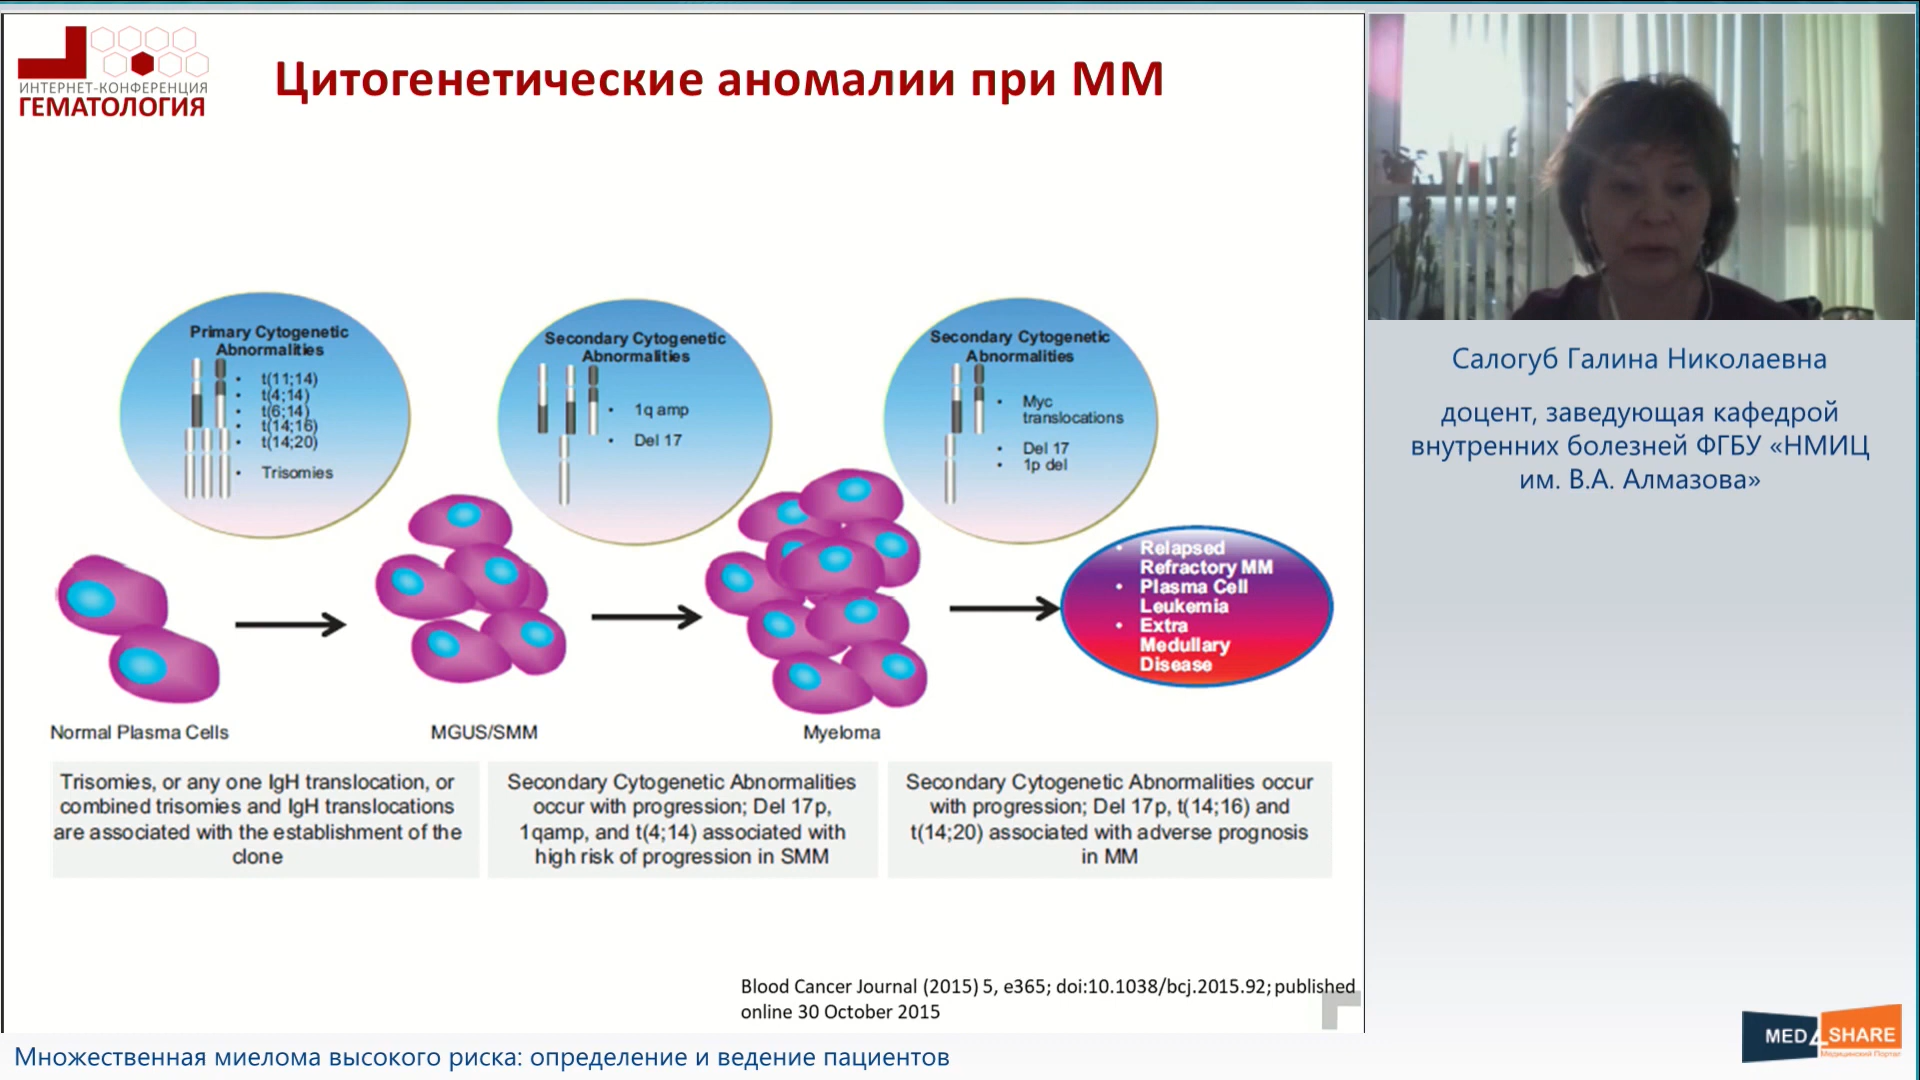 ИНТЕРНЕТ-КОНФЕРЕНЦИЯ
ГЕМАТОЛОГИЯ
Цитогенетические аномалии при ММ
Primary Cytogenetic
Abnormalities
• t(11;14)
• t(4;14)
• t(6;14)
• t(14;16)
• t(14;20)
• Trisomies
Secondary Cytogenetic
Abnormalities
• 1q amp
• Del 17
Secondary Cytogenetic
Abnormalities
• Myc
translocations
• Del 17
• 1p del
• Relapsed
Refractory MM
• Plasma Cell
Leukemia
• Extra
Medullary
Disease
Normal Plasma Cells
MGUS/SMM
Myeloma
Trisomies, or any one IgH translocation, or
combined trisomies and IgH translocations
are associated with the establishment of the
clone
Secondary Cytogenetic Abnormalities
occur with progression; Del 17p,
1qamp, and t(4;14) associated with
high risk of progression in SMM
Secondary Cytogenetic Abnormalities occur
with progression; Del 17p, t(14;16) and
t(14;20) associated with adverse prognosis
in MM
Blood Cancer Journal (2015) 5, e365; doi:10.1038/bcj.2015.92; published
online 30 October 2015
Салогуб Галина Николаевна
доцент, заведующая кафедрой
внутренних болезней ФГБУ «НМИЦ
им. В.А. Алмазова»
MED4SHARE
Медицинский Портал
Множественная миелома высокого риска: определение и ведение пациентов